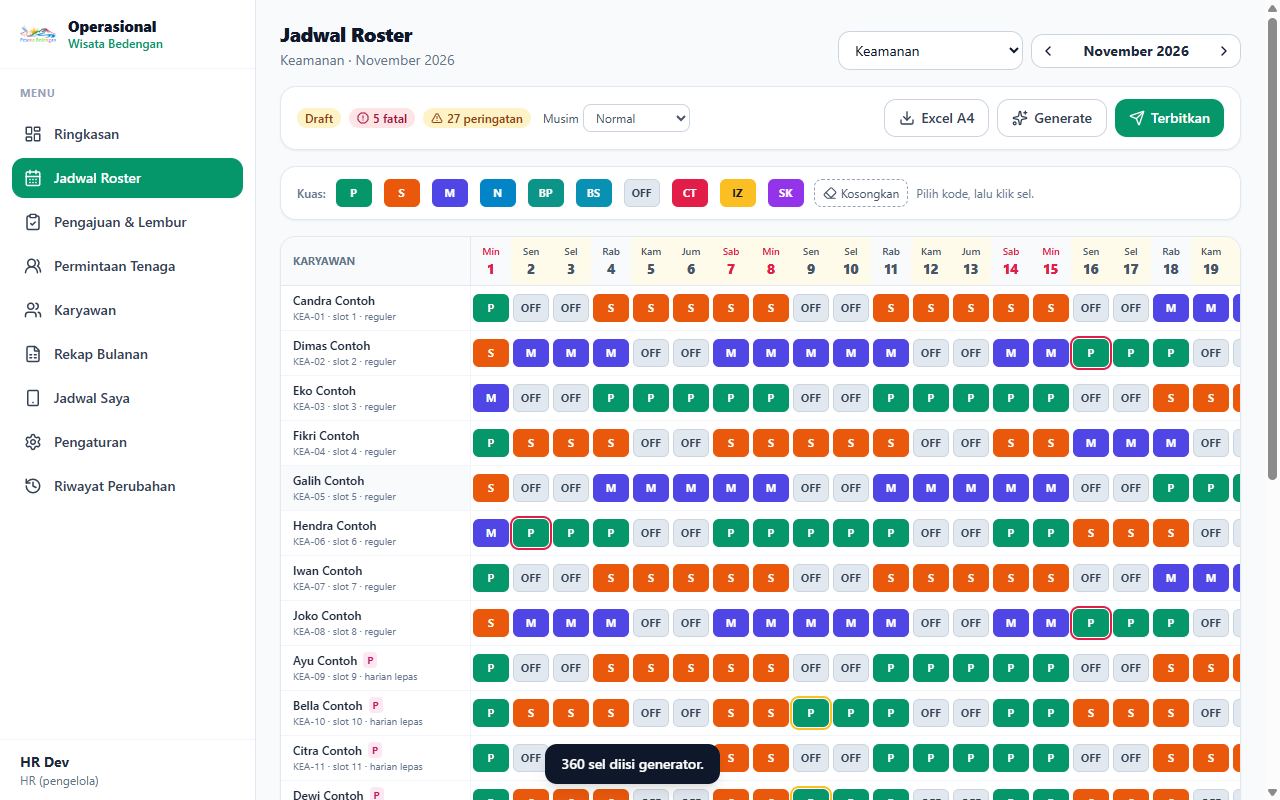 Operasional
Wisata Bedengan
MENU
Ringkasan
Jadwal Roster
Pengajuan & Lembur
Permintaan Tenaga
Karyawan
Rekap Bulanan
Jadwal Saya
Pengaturan
Riwayat Perubahan
HR Dev
HR (pengelola)
Jadwal Roster
Keamanan · November 2026
Keamanan
November 2026
Draft 5 fatal 27 peringatan Musim Normal Excel A4 Generate Terbitkan
Kuas: P S M N BP BS OFF CT IZ SK Kosongkan Pilih kode, lalu klik sel.
KARYAWAN
Min Sen Sel Rab Kam Jum Sab Min Sen Sel Rab Kam Jum Sab Min Sen Sel Rab Kam
1 2 3 4 5 6 7 8 9 10 11 12 13 14 15 16 17 18 19
Candra Contoh
KEA-01 · slot 1 · reguler
P OFF OFF S S S S S OFF OFF S S S S S OFF OFF M M
Dimas Contoh
KEA-02 · slot 2 · reguler
S M M M OFF OFF M M M M M OFF OFF M M P P P OFF
Eko Contoh
KEA-03 · slot 3 · reguler
M OFF OFF P P P P P OFF OFF P P P P P OFF OFF S S
Fikri Contoh
KEA-04 · slot 4 · reguler
P S S S OFF OFF S S S S S OFF OFF S S M M M OFF
Galih Contoh
KEA-05 · slot 5 · reguler
S OFF OFF M M M M M OFF OFF M M M M M OFF OFF P P
Hendra Contoh
KEA-06 · slot 6 · reguler
M P P P OFF OFF P P P P P OFF OFF P P S S S OFF
Iwan Contoh
KEA-07 · slot 7 · reguler
P OFF OFF S S S S S OFF OFF S S S S S OFF OFF M M
Joko Contoh
KEA-08 · slot 8 · reguler
S M M M OFF OFF M M M M M OFF OFF M M P P P OFF
Ayu Contoh P
KEA-09 · slot 9 · harian lepas
P OFF OFF S S S S S OFF OFF P P P P P OFF OFF S S
Bella Contoh P
KEA-10 · slot 10 · harian lepas
P S S S OFF OFF S S P P P OFF OFF P P S S S OFF
Citra Contoh P
KEA-11 · slot 11 · harian lepas
P OFF S S OFF OFF P P P P P OFF OFF S S
360 sel diisi generator.
Dewi Contoh P